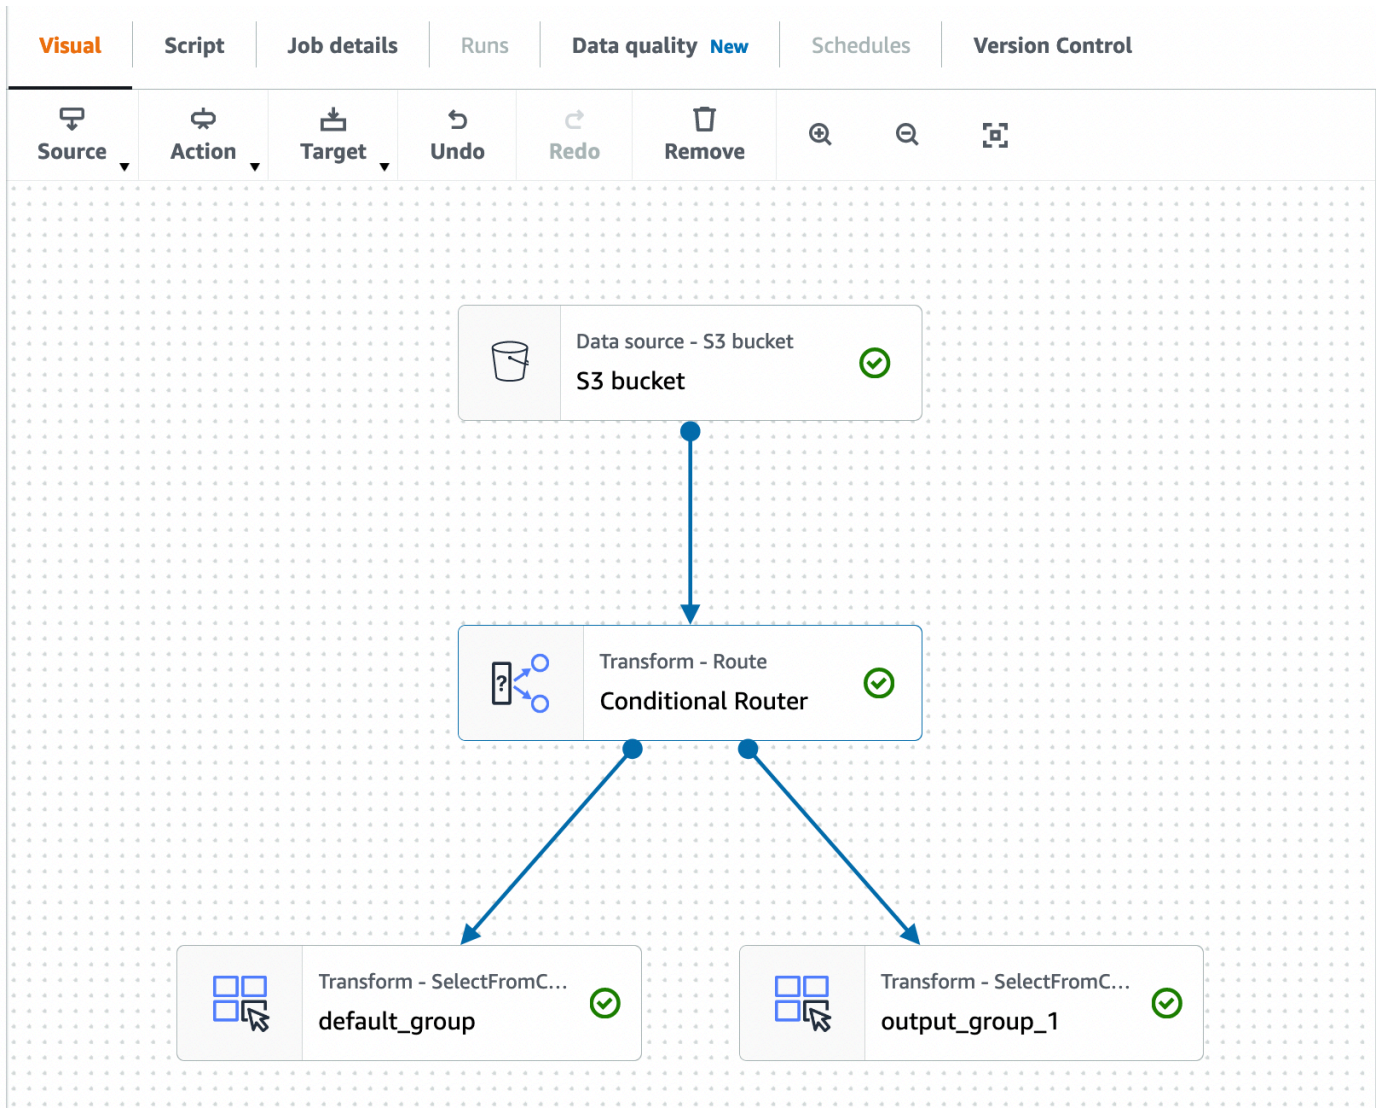 Visual Script Job details Runs Data quality New Schedules Version Control
Source Action Target Undo Redo Remove
Data source - S3 bucket
S3 bucket
Transform - Route
?
Conditional Router
Transform - SelectFromC...
default_group
Transform - SelectFromC...
output_group_1